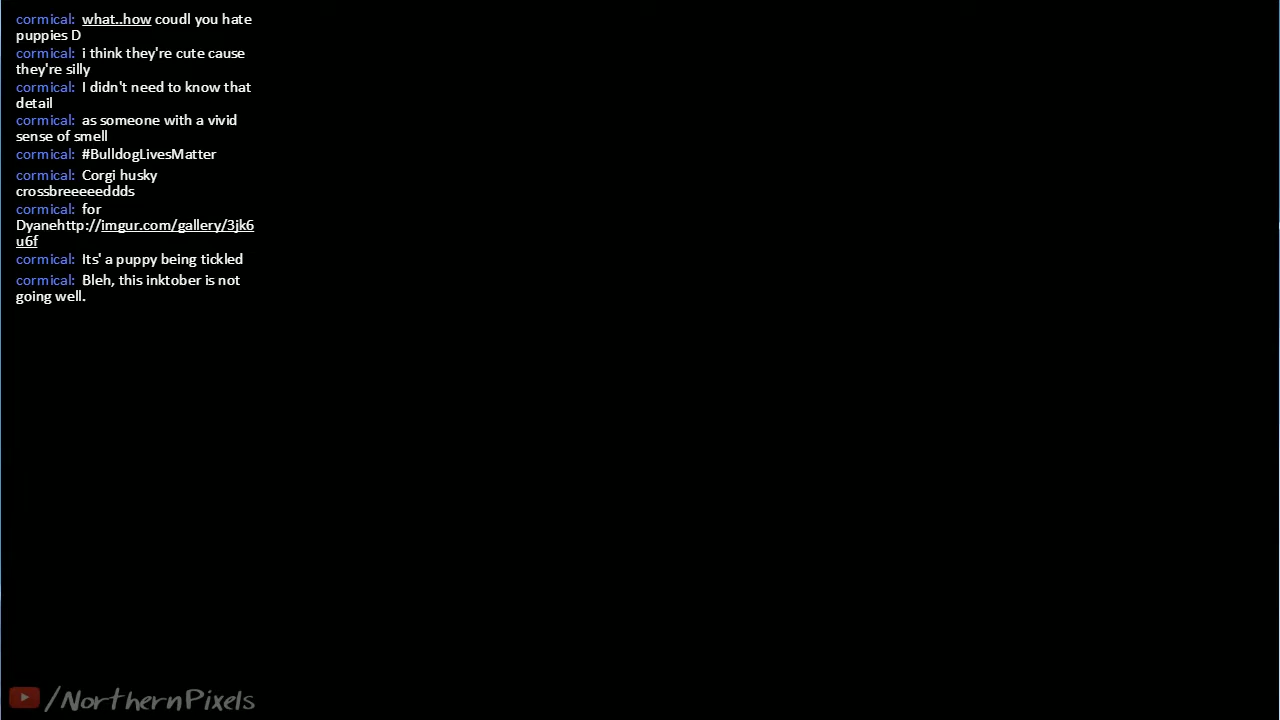 cormical: what..how coudl you hate
puppies D
cormical: i think they're cute cause
they're silly
cormical: I didn't need to know that
detail
cormical: as someone with a vivid
sense of smell
cormical: #BulldogLivesMatter
cormical: Corgi husky
crossbreeeeeddds
cormical: for
Dyanehttp://imgur.com/gallery/3jk6
u6f
cormical: Its' a puppy being tickled
cormical: Bleh, this inktober is not
going well.
/NorthernPixels